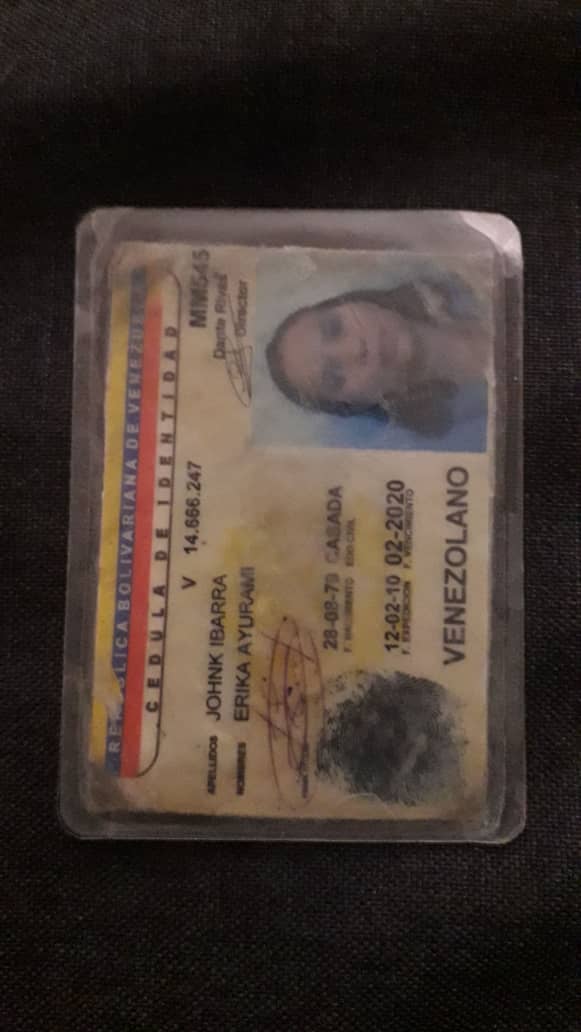 REPUBLICA BOLIVARIANA DE VENEZUELA
CEDULA DE IDENTIDAD
V 14.666.247
MM545
Dante Rivas
Director
APELLIDOS JOHNK IBARRA
NOMBRES ERIKA AYURAMI
28-08-79 CASADA
F. NACIMIENTO EDO CIVIL
12-02-10 02-2020
F. EXPEDICION F. VENCIMIENTO
VENEZOLANO